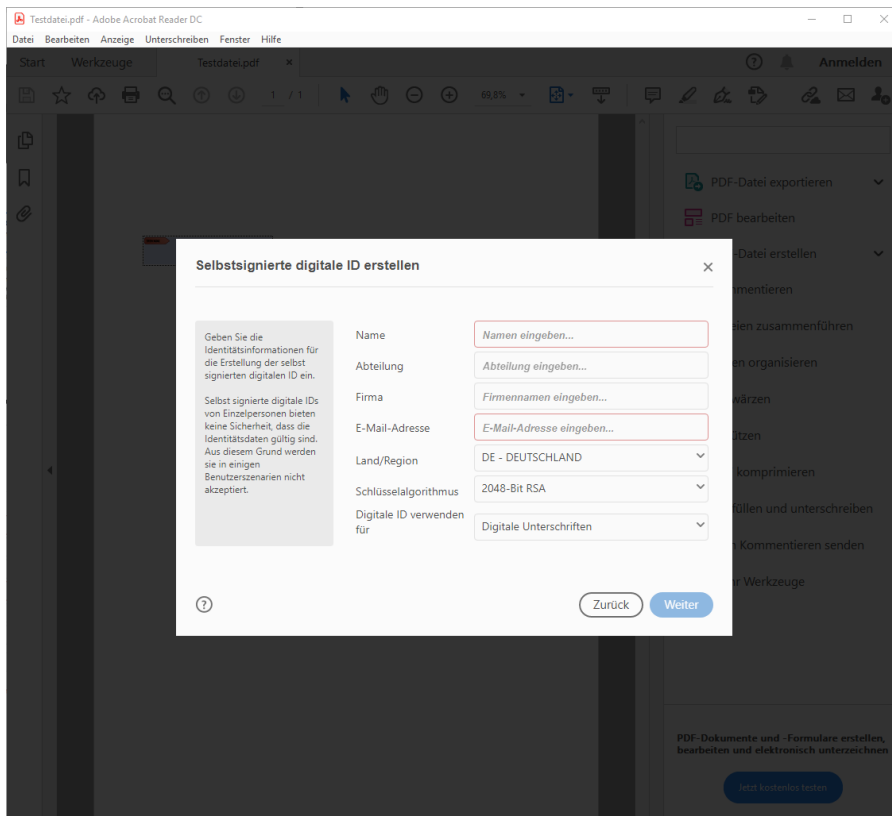 Testdatei.pdf - Adobe Acrobat Reader DC
Datei Bearbeiten Anzeige Unterschreiben Fenster Hilfe
Start Werkzeuge Testdatei.pdf × Anmelden
1 / 1 69,8%
PDF-Datei exportieren
PDF bearbeiten
Selbstsignierte digitale ID erstellen
-Datei erstellen
mmentieren
eien zusammenführen
en organisieren
wärzen
ützen
komprimieren
füllen und unterschreiben
Kommentieren senden
Werkzeuge
Geben Sie die
Identitätsinformationen für
die Erstellung der selbst
signierten digitalen ID ein.
Selbst signierte digitale IDs
von Einzelpersonen bieten
keine Sicherheit, dass die
Identitätsdaten gültig sind.
Aus diesem Grund werden
sie in einigen
Benutzerszenarien nicht
akzeptiert.
Name Namen eingeben...
Abteilung Abteilung eingeben...
Firma Firmennamen eingeben...
E-Mail-Adresse E-Mail-Adresse eingeben...
Land/Region DE - DEUTSCHLAND
Schlüsselalgorithmus 2048-Bit RSA
Digitale ID verwenden
für Digitale Unterschriften
Zurück Weiter
PDF-Dokumente und -Formulare erstellen,
bearbeiten und elektronisch unterzeichnen
Jetzt kostenlos testen